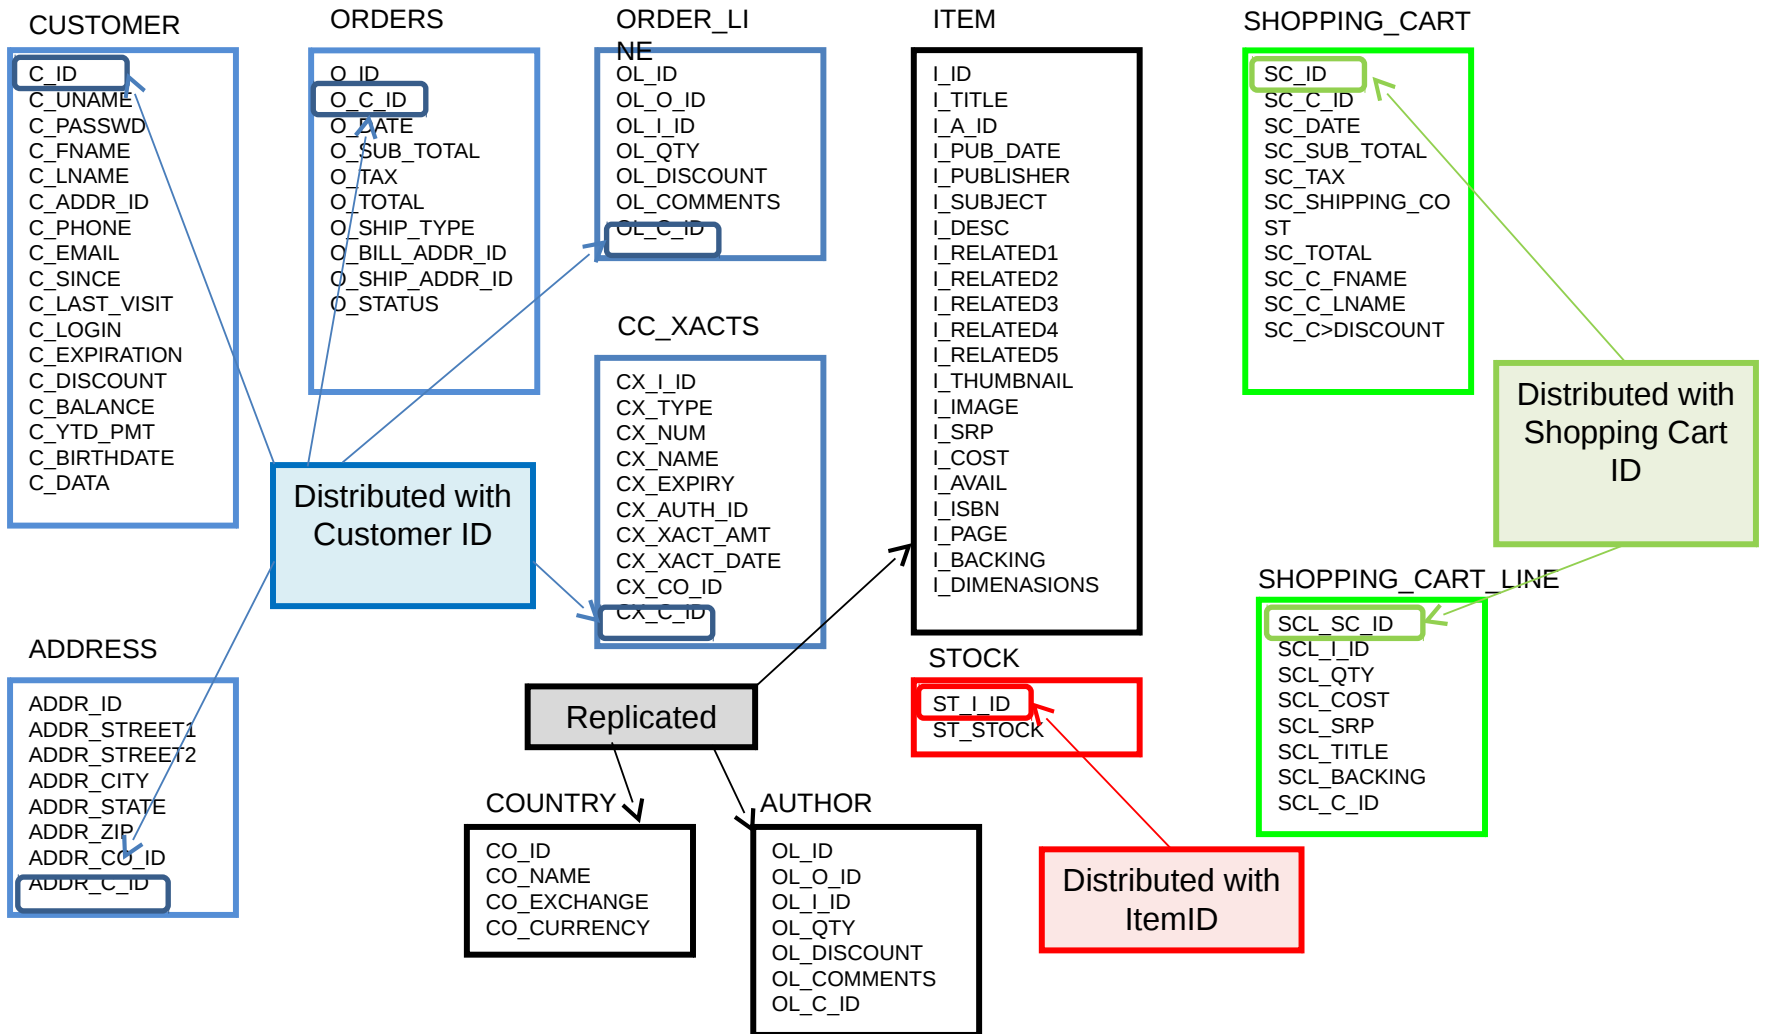 CUSTOMER
C_ID
C_UNAME
C_PASSWD
C_FNAME
C_LNAME
C_ADDR_ID
C_PHONE
C_EMAIL
C_SINCE
C_LAST_VISIT
C_LOGIN
C_EXPIRATION
C_DISCOUNT
C_BALANCE
C_YTD_PMT
C_BIRTHDATE
C_DATA
ORDERS
O_ID
O_C_ID
O_DATE
O_SUB_TOTAL
O_TAX
O_TOTAL
O_SHIP_TYPE
O_BILL_ADDR_ID
O_SHIP_ADDR_ID
O_STATUS
ORDER_LI
NE
OL_ID
OL_O_ID
OL_I_ID
OL_QTY
OL_DISCOUNT
OL_COMMENTS
OL_C_ID
CC_XACTS
CX_I_ID
CX_TYPE
CX_NUM
CX_NAME
CX_EXPIRY
CX_AUTH_ID
CX_XACT_AMT
CX_XACT_DATE
CX_CO_ID
CX_C_ID
ITEM
I_ID
I_TITLE
I_A_ID
I_PUB_DATE
I_PUBLISHER
I_SUBJECT
I_DESC
I_RELATED1
I_RELATED2
I_RELATED3
I_RELATED4
I_RELATED5
I_THUMBNAIL
I_IMAGE
I_SRP
I_COST
I_AVAIL
I_ISBN
I_PAGE
I_BACKING
I_DIMENASIONS
SHOPPING_CART
SC_ID
SC_C_ID
SC_DATE
SC_SUB_TOTAL
SC_TAX
SC_SHIPPING_CO
ST
SC_TOTAL
SC_C_FNAME
SC_C_LNAME
SC_C>DISCOUNT
Distributed with
Shopping Cart
ID
Distributed with
Customer ID
SHOPPING_CART_LINE
SCL_SC_ID
SCL_I_ID
SCL_QTY
SCL_COST
SCL_SRP
SCL_TITLE
SCL_BACKING
SCL_C_ID
ADDRESS
ADDR_ID
ADDR_STREET1
ADDR_STREET2
ADDR_CITY
ADDR_STATE
ADDR_ZIP
ADDR_CO_ID
ADDR_C_ID
Replicated
STOCK
ST_I_ID
ST_STOCK
COUNTRY
CO_ID
CO_NAME
CO_EXCHANGE
CO_CURRENCY
AUTHOR
OL_ID
OL_O_ID
OL_I_ID
OL_QTY
OL_DISCOUNT
OL_COMMENTS
OL_C_ID
Distributed with
ItemID